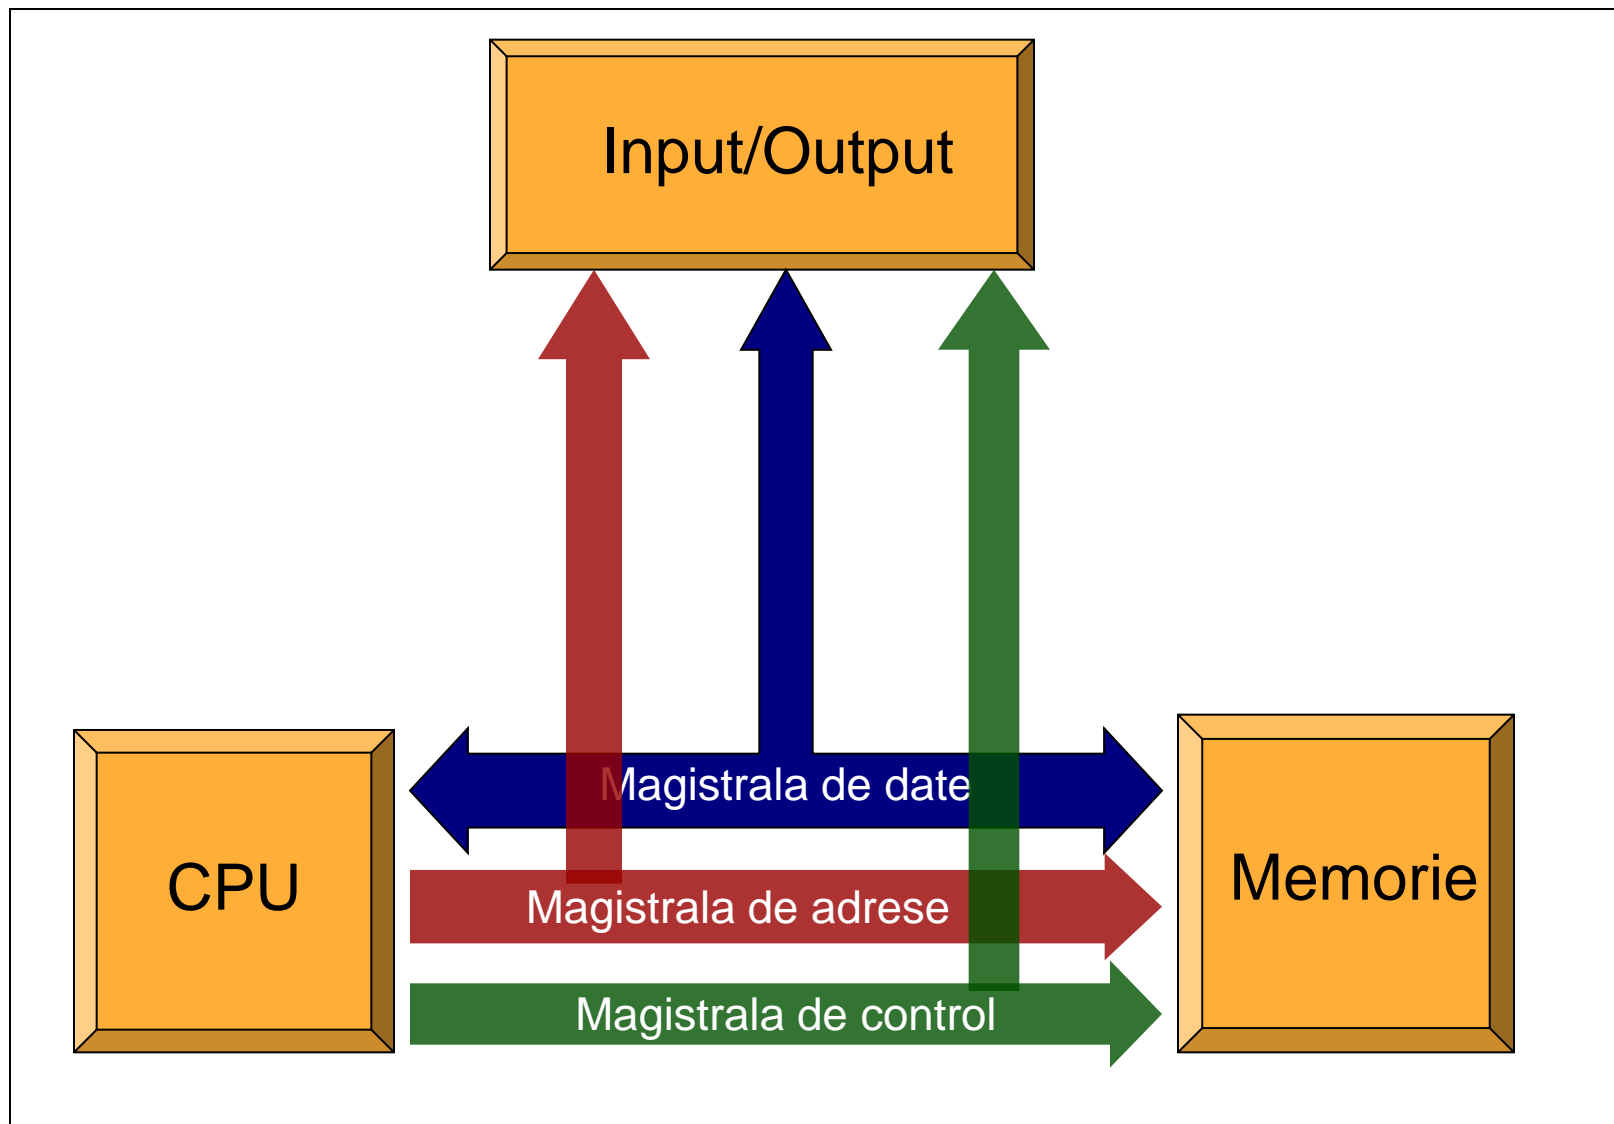 Input/Output
Magistrala de date
CPU
Memorie
Magistrala de adrese
Magistrala de control